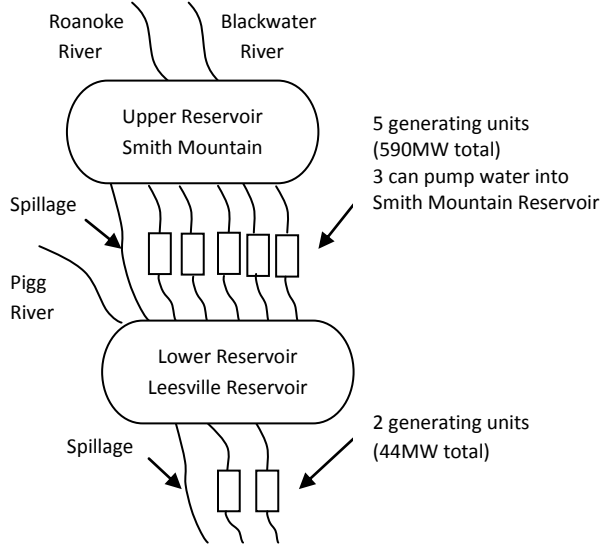 Roanoke
River
Blackwater
River
Upper Reservoir
Smith Mountain
5 generating units
(590MW total)
3 can pump water into
Smith Mountain Reservoir
Spillage
Pigg
River
Lower Reservoir
Leesville Reservoir
2 generating units
(44MW total)
Spillage